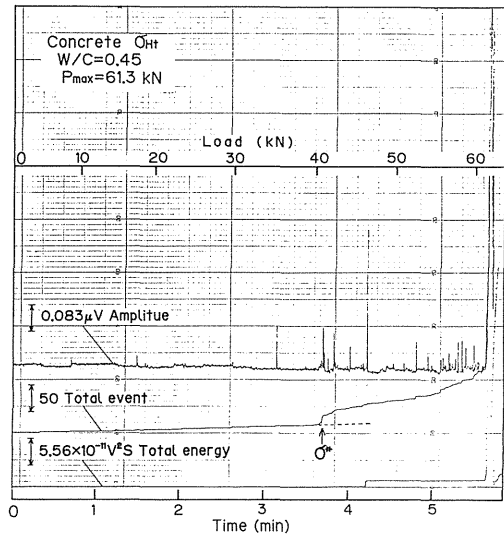 Concrete σHt
W/C=0.45
Pmax=61.3 kN
Load (kN)
0 10 20 30 40 50 60
0.083μV Amplitue
50 Total event
5.56×10⁻¹¹V²S Total energy
σ*
0 1 2 3 4 5
Time (min)